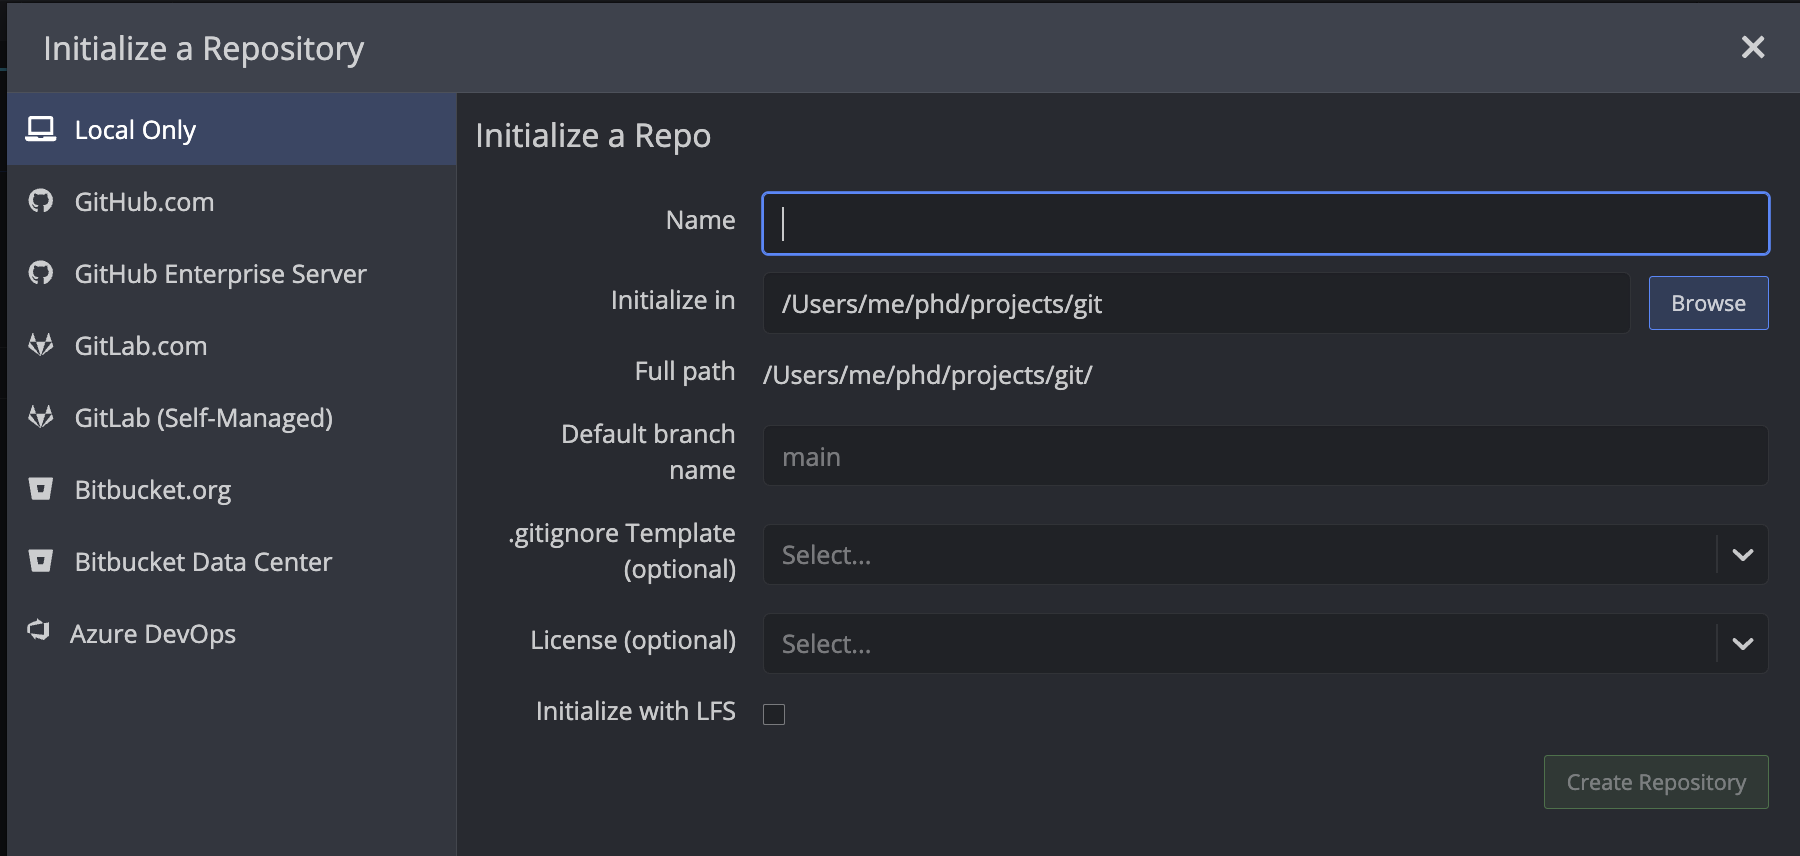 Initialize a Repository
Local Only
GitHub.com
GitHub Enterprise Server
GitLab.com
GitLab (Self-Managed)
Bitbucket.org
Bitbucket Data Center
Azure DevOps
Initialize a Repo
Name
Initialize in
/Users/me/phd/projects/git
Browse
Full path
/Users/me/phd/projects/git/
Default branch
name
main
.gitignore Template
(optional)
Select...
License (optional)
Select...
Initialize with LFS
Create Repository